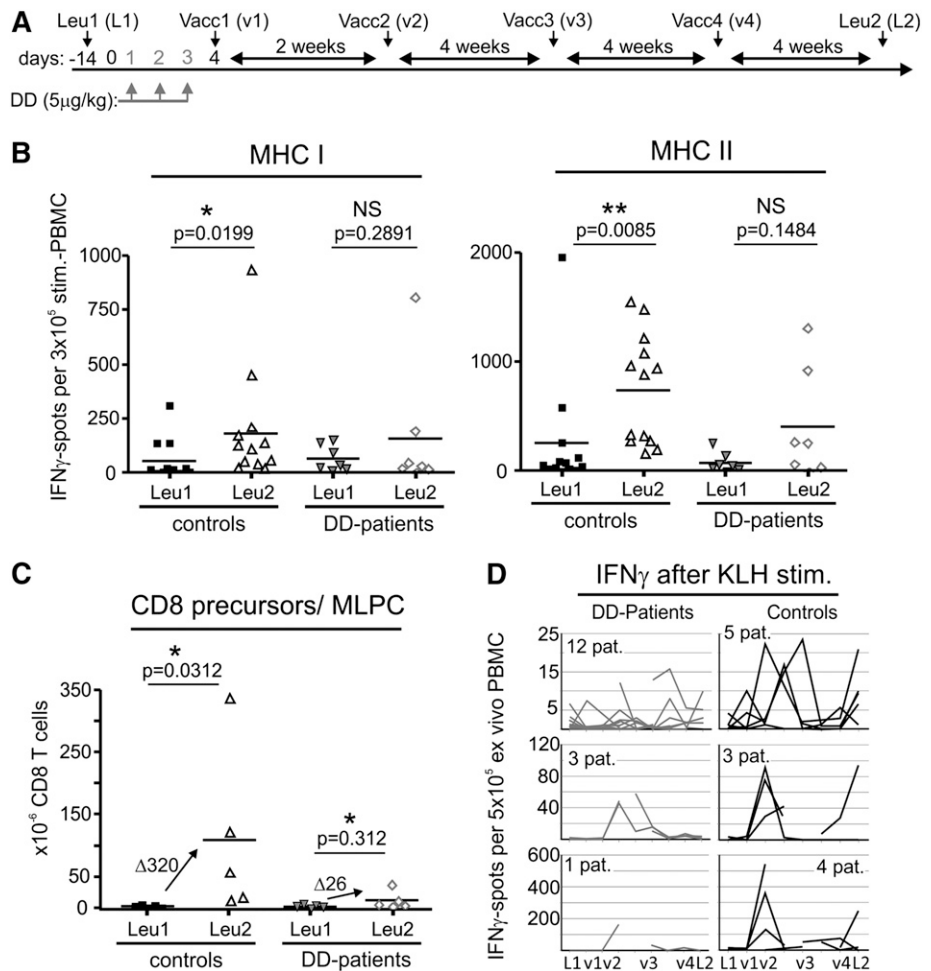 A
Leu1 (L1) Vacc1 (v1) Vacc2 (v2) Vacc3 (v3) Vacc4 (v4) Leu2 (L2)
2 weeks 4 weeks 4 weeks 4 weeks
days: -14 0 1 2 3 4
DD (5μg/kg):
B
MHC I
MHC II
* NS
p=0.0199 p=0.2891
** NS
p=0.0085 p=0.1484
IFNγ-spots per 3x10⁵ stim.-PBMC
1000
750
500
250
0
2000
1000
0
Leu1 Leu2 Leu1 Leu2
controls DD-patients
Leu1 Leu2 Leu1 Leu2
controls DD-patients
C
CD8 precursors/ MLPC
*
p=0.0312
*
p=0.312
x10⁻⁶ CD8 T cells
350
250
150
100
50
0
Δ320
Δ26
Leu1 Leu2 Leu1 Leu2
controls DD-patients
D
IFNγ after KLH stim.
DD-Patients Controls
IFNγ-spots per 5x10⁵ ex vivo PBMC
25
15
5
12 pat. 5 pat.
120
80
40
3 pat. 3 pat.
600
400
200
1 pat. 4 pat.
L1 v1v2 v3 v4 L2 L1 v1v2 v3 v4L2